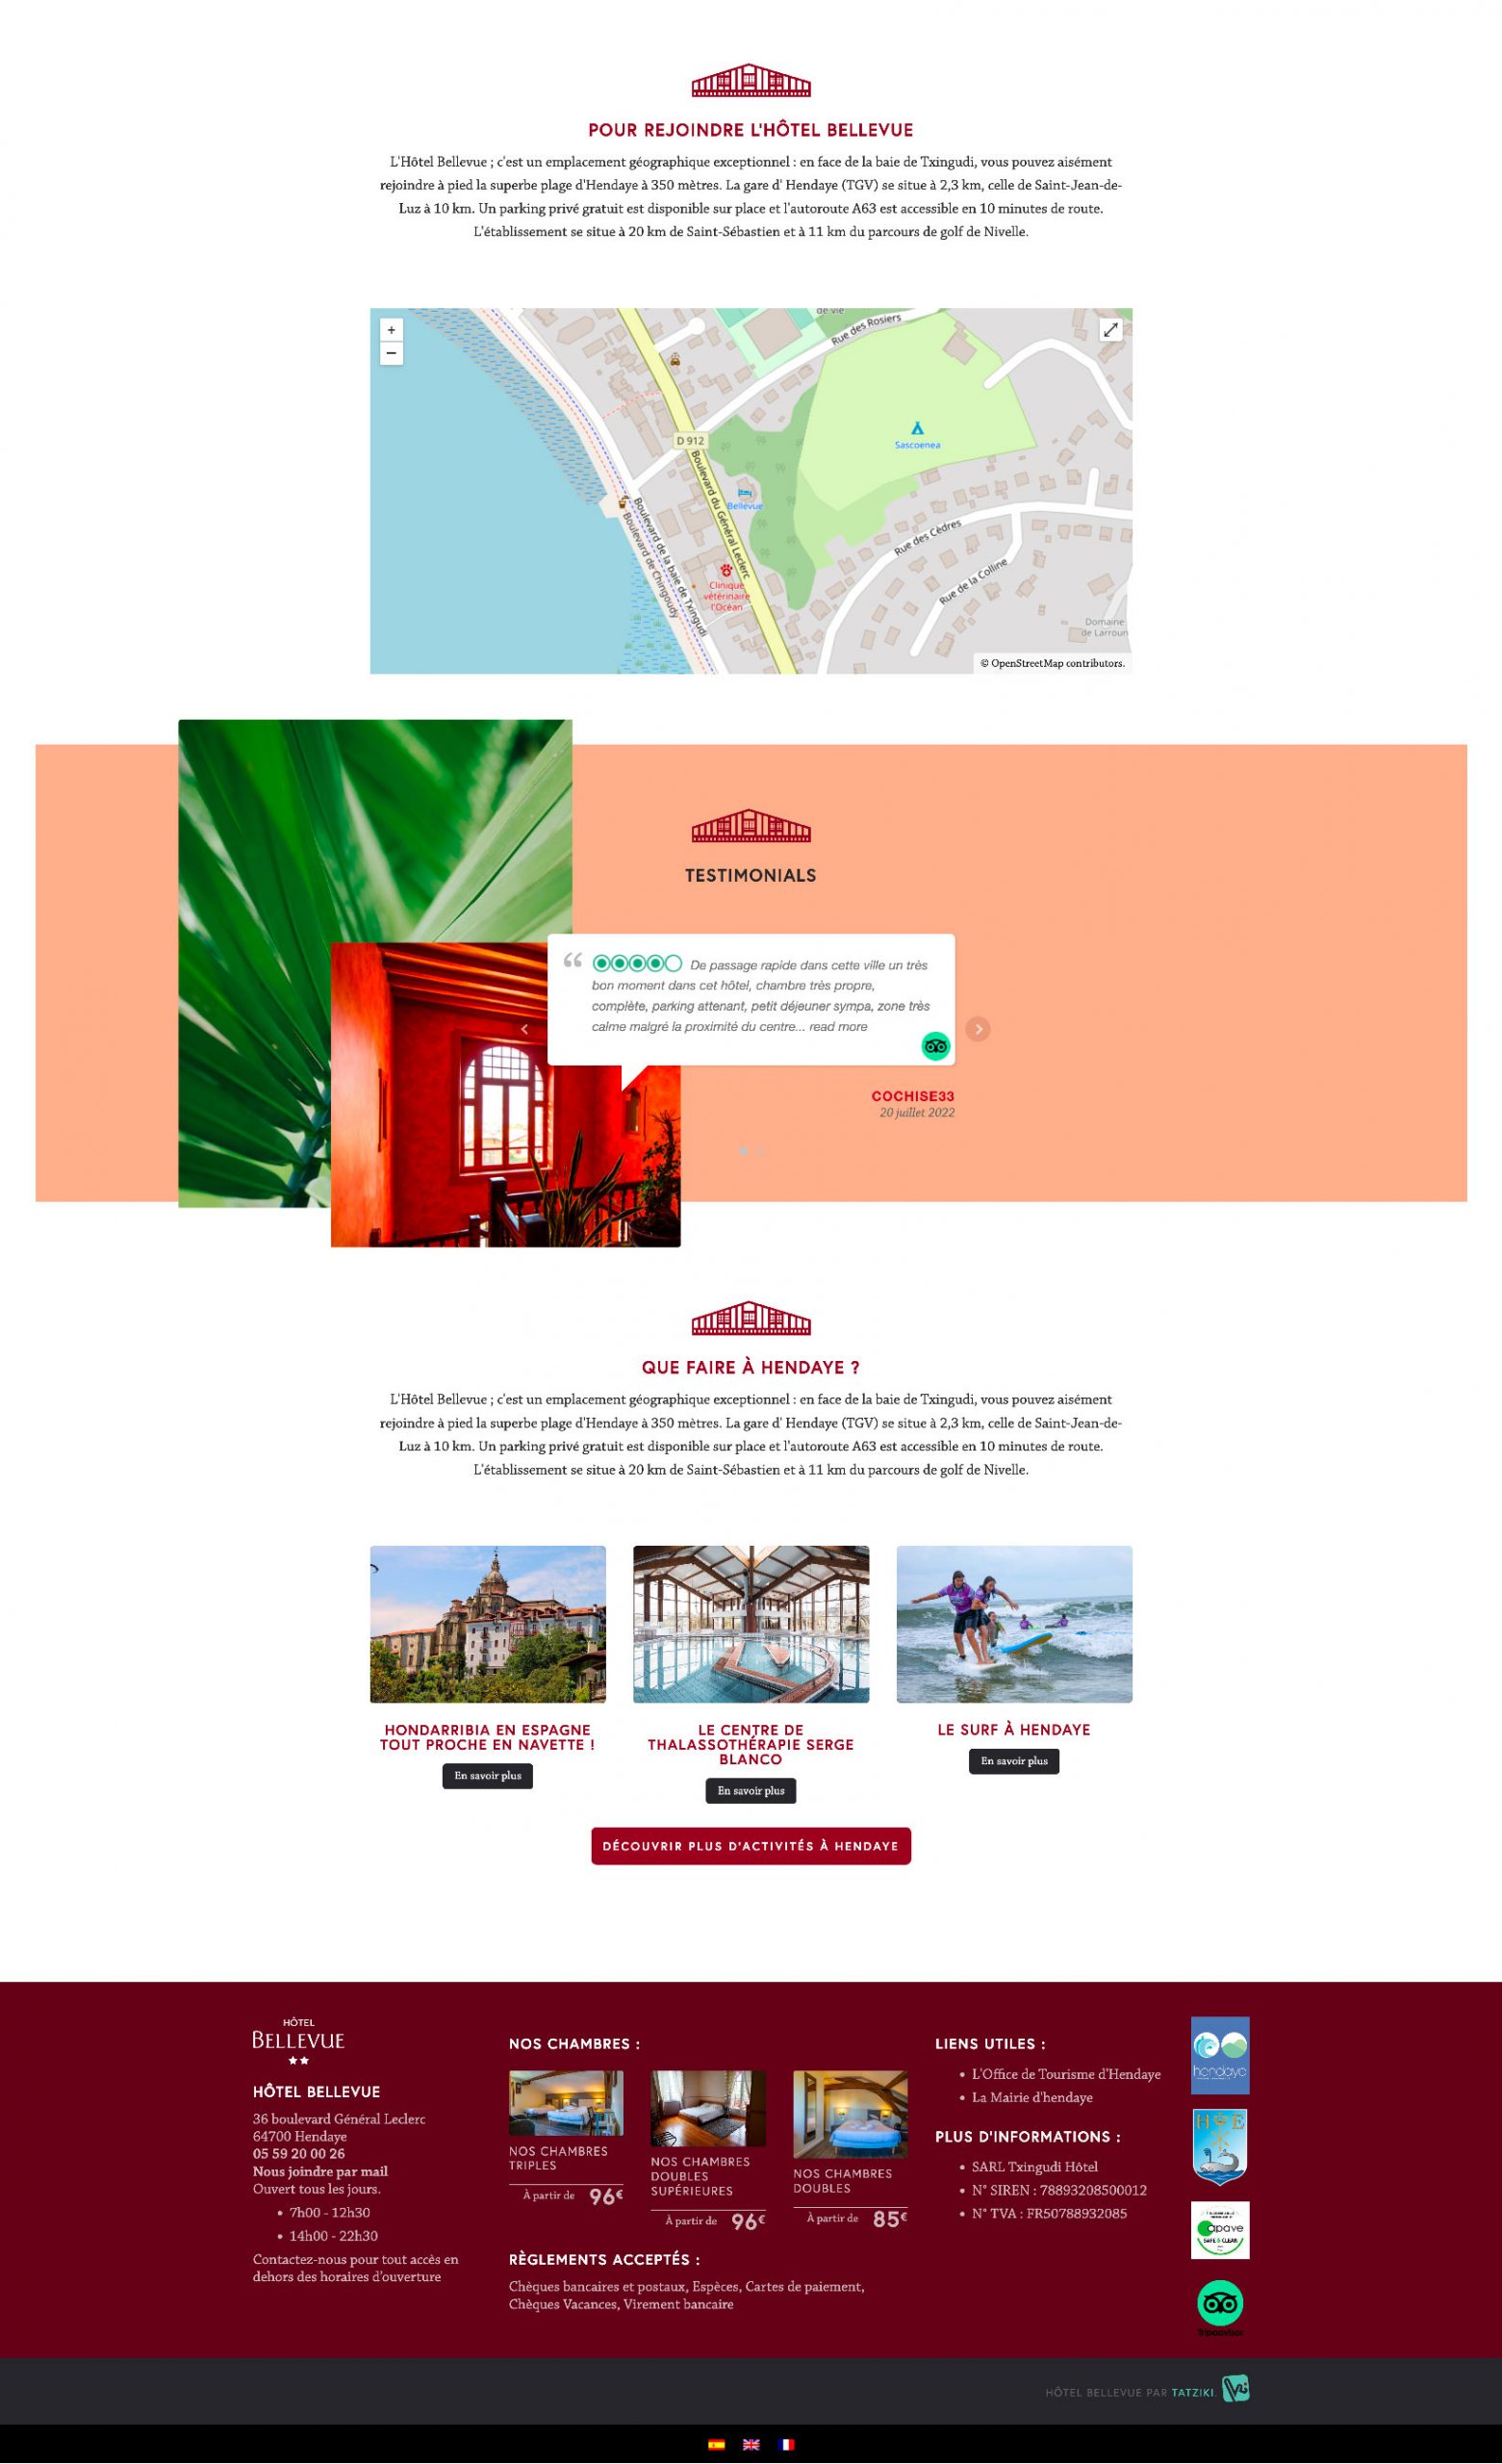 POUR REJOINDRE L'HÔTEL BELLEVUE
L'Hôtel Bellevue ; c'est un emplacement géographique exceptionnel : en face de la baie de Txingudi, vous pouvez aisément
rejoindre à pied la superbe plage d'Hendaye à 350 mètres. La gare d' Hendaye (TGV) se situe à 2,3 km, celle de Saint-Jean-de-
Luz à 10 km. Un parking privé gratuit est disponible sur place et l'autoroute A63 est accessible en 10 minutes de route.
L'établissement se situe à 20 km de Saint-Sébastien et à 11 km du parcours de golf de Nivelle.
+
−
de vie
Rue des Rosiers
D 912
Sascoenea
Boulevard du Général Leclerc
Bellevue
Boulevard de la baie de Txingudi
Boulevard de Chingoudy
Rue des Cèdres
Rue de la Colline
Clinique
vétérinaire
l'Océan
Domaine
de Larroun
© OpenStreetMap contributors.
TESTIMONIALS
“ De passage rapide dans cette ville un très
bon moment dans cet hôtel, chambre très propre,
complète, parking attenant, petit déjeuner sympa, zone très
calme malgré la proximité du centre... read more
COCHISE33
20 juillet 2022
QUE FAIRE À HENDAYE ?
L'Hôtel Bellevue ; c'est un emplacement géographique exceptionnel : en face de la baie de Txingudi, vous pouvez aisément
rejoindre à pied la superbe plage d'Hendaye à 350 mètres. La gare d' Hendaye (TGV) se situe à 2,3 km, celle de Saint-Jean-de-
Luz à 10 km. Un parking privé gratuit est disponible sur place et l'autoroute A63 est accessible en 10 minutes de route.
L'établissement se situe à 20 km de Saint-Sébastien et à 11 km du parcours de golf de Nivelle.
HONDARRIBIA EN ESPAGNE
TOUT PROCHE EN NAVETTE !
En savoir plus
LE CENTRE DE
THALASSOTHÉRAPIE SERGE
BLANCO
En savoir plus
LE SURF À HENDAYE
En savoir plus
DÉCOUVRIR PLUS D'ACTIVITÉS À HENDAYE
HÔTEL
BELLEVUE
HÔTEL BELLEVUE
36 boulevard Général Leclerc
64700 Hendaye
05 59 20 00 26
Nous joindre par mail
Ouvert tous les jours.
• 7h00 - 12h30
• 14h00 - 22h30
Contactez-nous pour tout accès en
dehors des horaires d'ouverture
NOS CHAMBRES :
NOS CHAMBRES
TRIPLES
À partir de 96€
NOS CHAMBRES
DOUBLES
SUPÉRIEURES
À partir de 96€
NOS CHAMBRES
DOUBLES
À partir de 85€
RÈGLEMENTS ACCEPTÉS :
Chèques bancaires et postaux, Espèces, Cartes de paiement,
Chèques Vacances, Virement bancaire
LIENS UTILES :
• L'Office de Tourisme d'Hendaye
• La Mairie d'hendaye
PLUS D'INFORMATIONS :
• SARL Txingudi Hôtel
• N° SIREN : 78893208500012
• N° TVA : FR50788932085
hendaye
H E
apave
SAFE & CLEAN
Tripadvisor
HÔTEL BELLEVUE PAR TATZIKI.